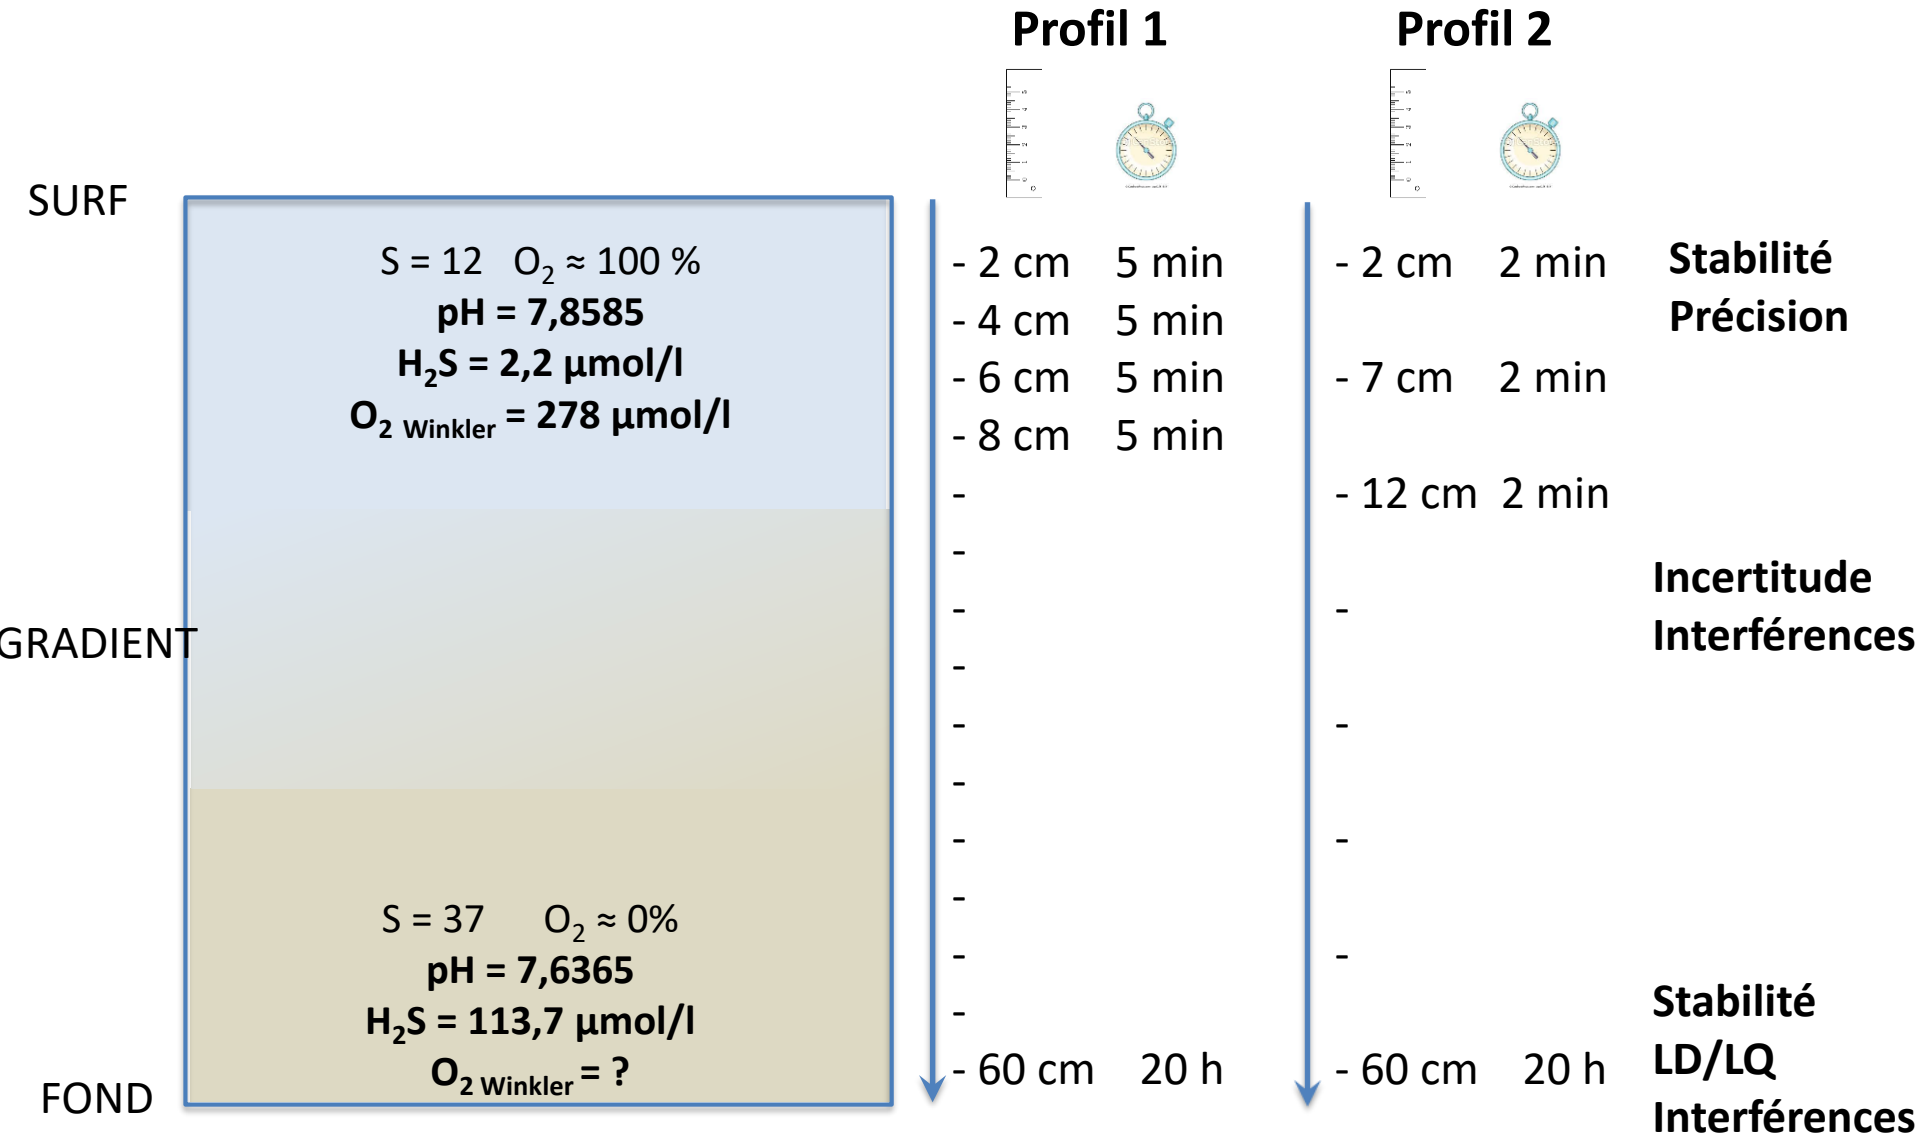 Profil 1
Profil 2
SURF
S = 12 O₂ ≈ 100 %
pH = 7,8585
H₂S = 2,2 µmol/l
O₂ Winkler = 278 µmol/l
- 2 cm 5 min
- 4 cm 5 min
- 6 cm 5 min
- 8 cm 5 min
-
-
-
-
-
-
-
-
-
-
- 60 cm 20 h
- 2 cm 2 min
- 7 cm 2 min
- 12 cm 2 min
-
-
-
-
- 60 cm 20 h
Stabilité
Précision
GRADIENT
Incertitude
Interférences
S = 37 O₂ ≈ 0%
pH = 7,6365
H₂S = 113,7 µmol/l
O₂ Winkler = ?
FOND
Stabilité
LD/LQ
Interférences